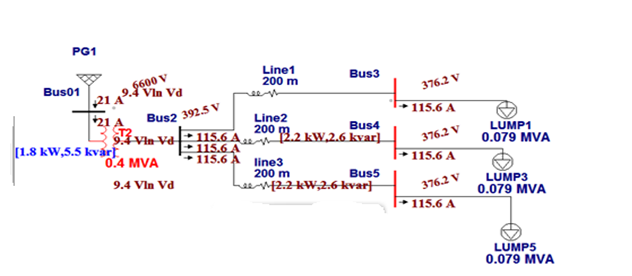 PG1
Bus01
6600 V
21 A
9.4 Vln Vd
21 A
T2
9.4 Vln Vd
[1.8 kW,5.5 kvar]
0.4 MVA
9.4 Vln Vd
Bus2
392.5 V
115.6 A
115.6 A
115.6 A
Line1
200 m
Bus3
376.2 V
115.6 A
LUMP1
0.079 MVA
Line2
200 m
[2.2 kW,2.6 kvar]
Bus4
376.2 V
115.6 A
LUMP3
0.079 MVA
line3
200 m
[2.2 kW,2.6 kvar]
Bus5
376.2 V
115.6 A
LUMP5
0.079 MVA